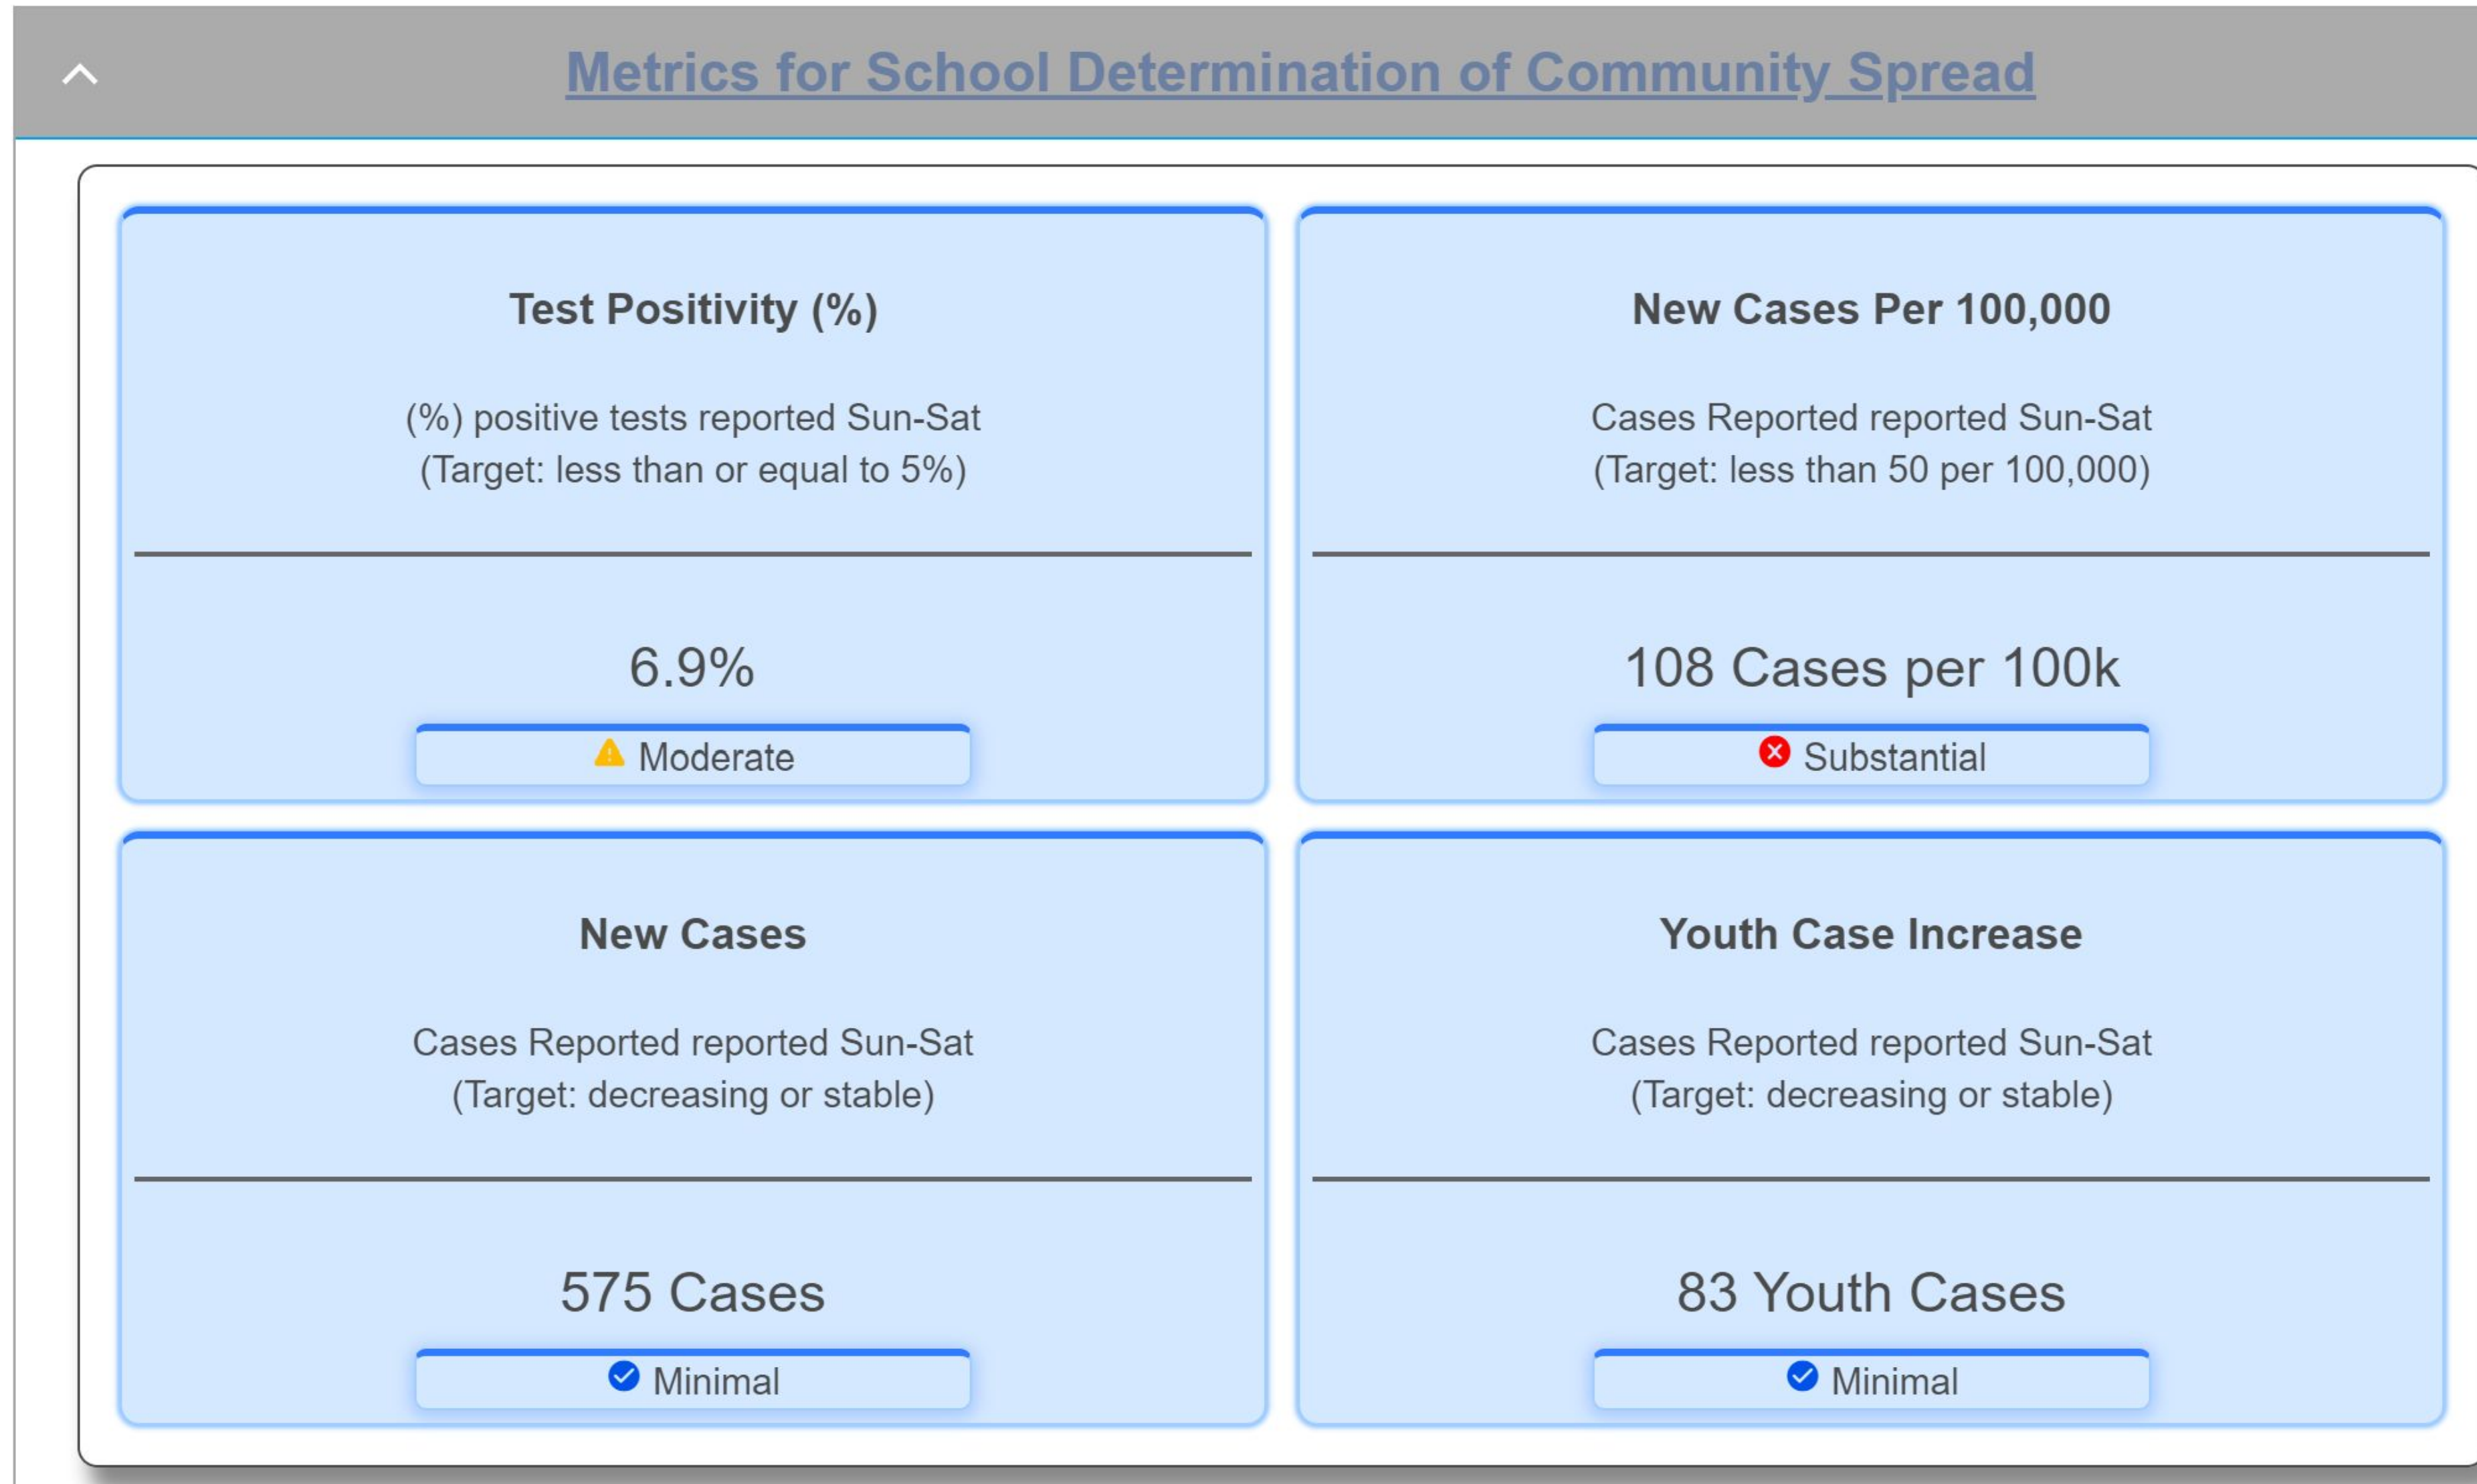 Metrics for School Determination of Community Spread
Test Positivity (%)
(%) positive tests reported Sun-Sat
(Target: less than or equal to 5%)
6.9%
Moderate
New Cases Per 100,000
Cases Reported reported Sun-Sat
(Target: less than 50 per 100,000)
108 Cases per 100k
Substantial
New Cases
Cases Reported reported Sun-Sat
(Target: decreasing or stable)
575 Cases
Minimal
Youth Case Increase
Cases Reported reported Sun-Sat
(Target: decreasing or stable)
83 Youth Cases
Minimal